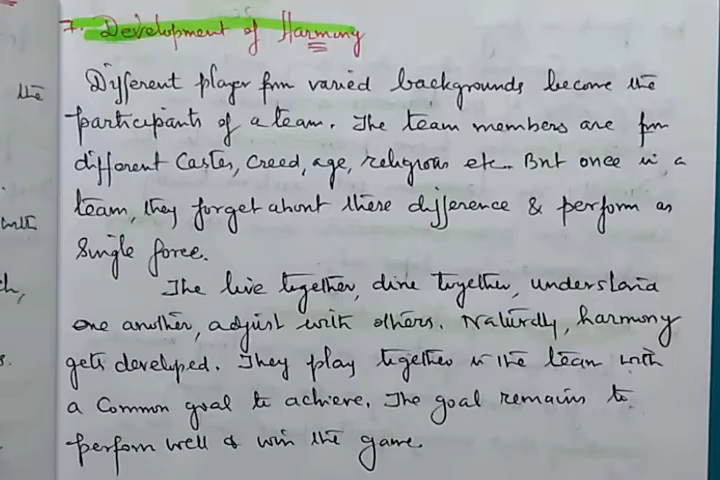 7. Development of Harmony
Different player from varied backgrounds become the
the
participants of a team. The team members are from
different Castes, Creed, age, religions etc.. But once in a
team, they forget about these difference & perform as
with
Single force.
The live together, dine together, understand
one another, adjust with others. Naturally, harmony
gets developed. They play together in the team with
a Common goal to achieve. The goal remains to
perform well & win the game.